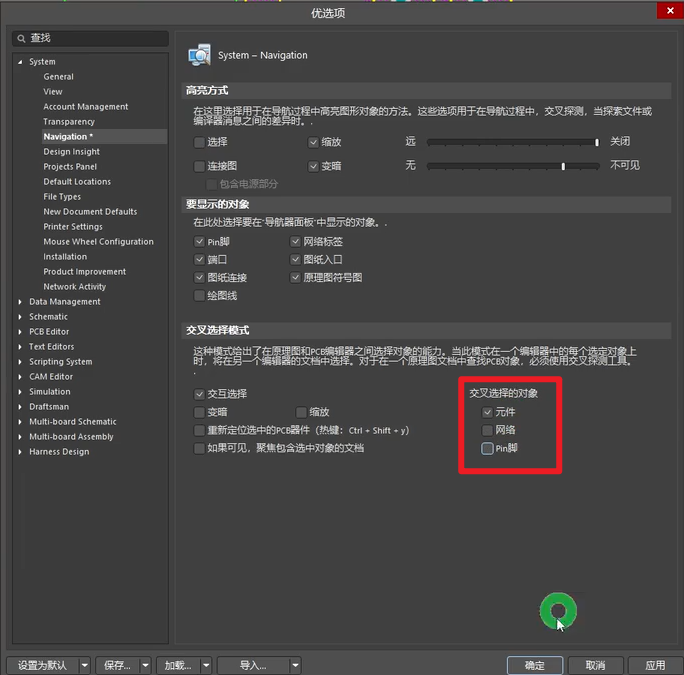 优选项
查找
System
General
View
Account Management
Transparency
Navigation *
Design Insight
Projects Panel
Default Locations
File Types
New Document Defaults
Printer Settings
Mouse Wheel Configuration
Installation
Product Improvement
Network Activity
Data Management
Schematic
PCB Editor
Text Editors
Scripting System
CAM Editor
Simulation
Draftsman
Multi-board Schematic
Multi-board Assembly
Harness Design
System – Navigation
高亮方式
在这里选择用于在导航过程中高亮图形对象的方法。这些选项用于在导航过程中，交叉探测，当探索文件或
编译器消息之间的差异时。.
选择 缩放 远 关闭
连接图 变暗 无 不可见
包含电源部分
要显示的对象
在此处选择要在'导航器面板'中显示的对象。.
Pin脚 网络标签
端口 图纸入口
图纸连接 原理图符号图
绘图线
交叉选择模式
这种模式给出了在原理图和PCB编辑器之间选择对象的能力。当此模式在一个编辑器中的每个选定对象上
时，将在另一个编辑器的文档中选择。对于在一个原理图文档中查找PCB对象，必须使用交叉探测工具。
.
交互选择
变暗 缩放
重新定位选中的PCB器件（热键：Ctrl + Shift + y）
如果可见，聚焦包含选中对象的文档
交叉选择的对象
元件
网络
Pin脚
设置为默认 保存... 加载... 导入... 确定 取消 应用